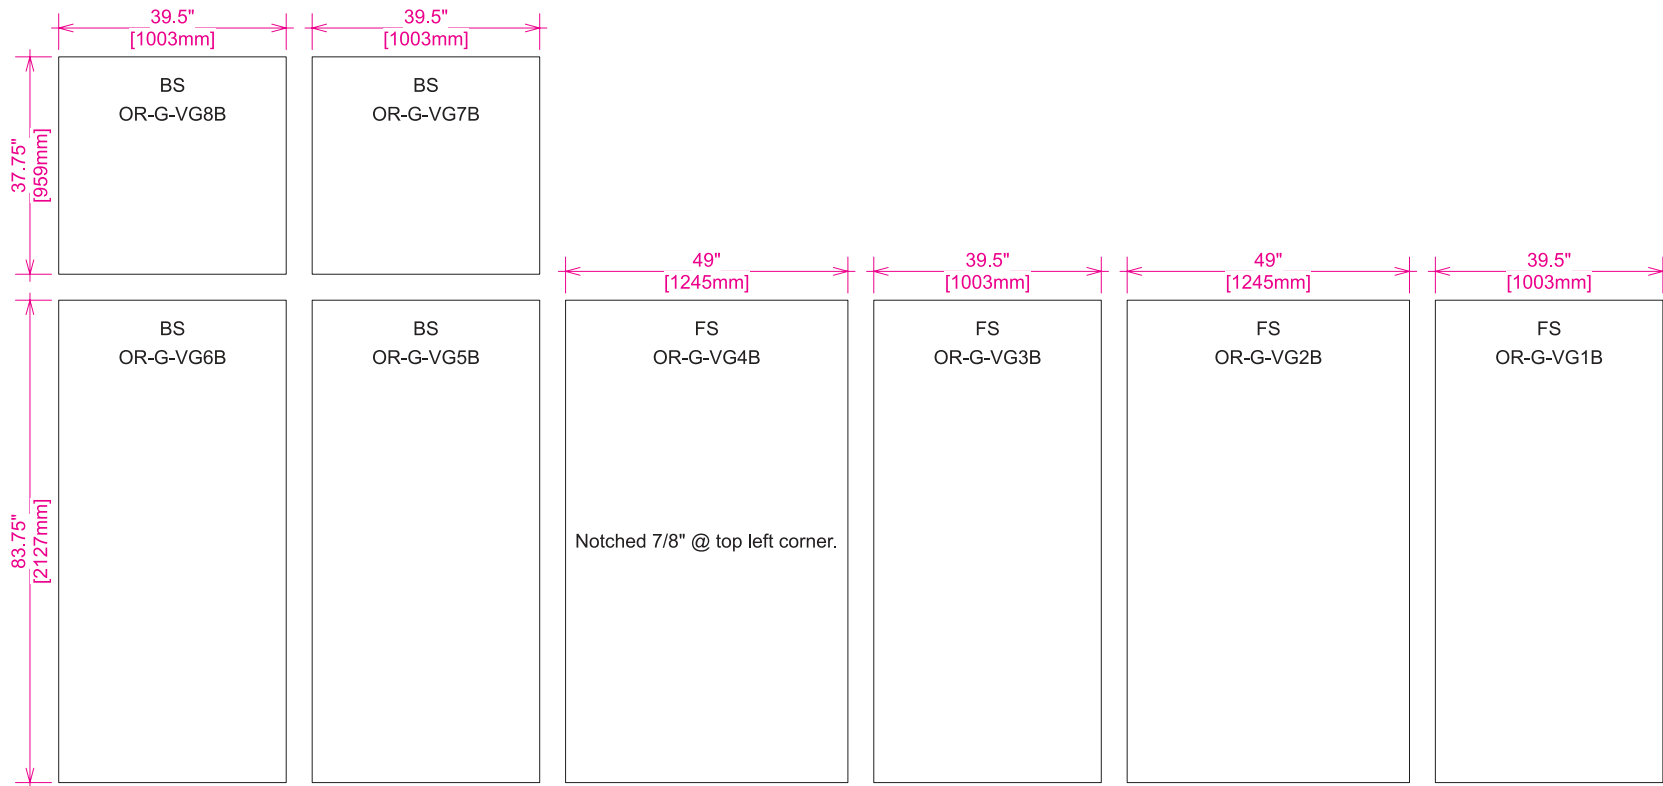 39.5"
[1003mm]
39.5"
[1003mm]
37.75"
[959mm]
BS
OR-G-VG8B
BS
OR-G-VG7B
49"
[1245mm]
39.5"
[1003mm]
49"
[1245mm]
39.5"
[1003mm]
83.75"
[2127mm]
BS
OR-G-VG6B
BS
OR-G-VG5B
FS
OR-G-VG4B
Notched 7/8" @ top left corner.
FS
OR-G-VG3B
FS
OR-G-VG2B
FS
OR-G-VG1B